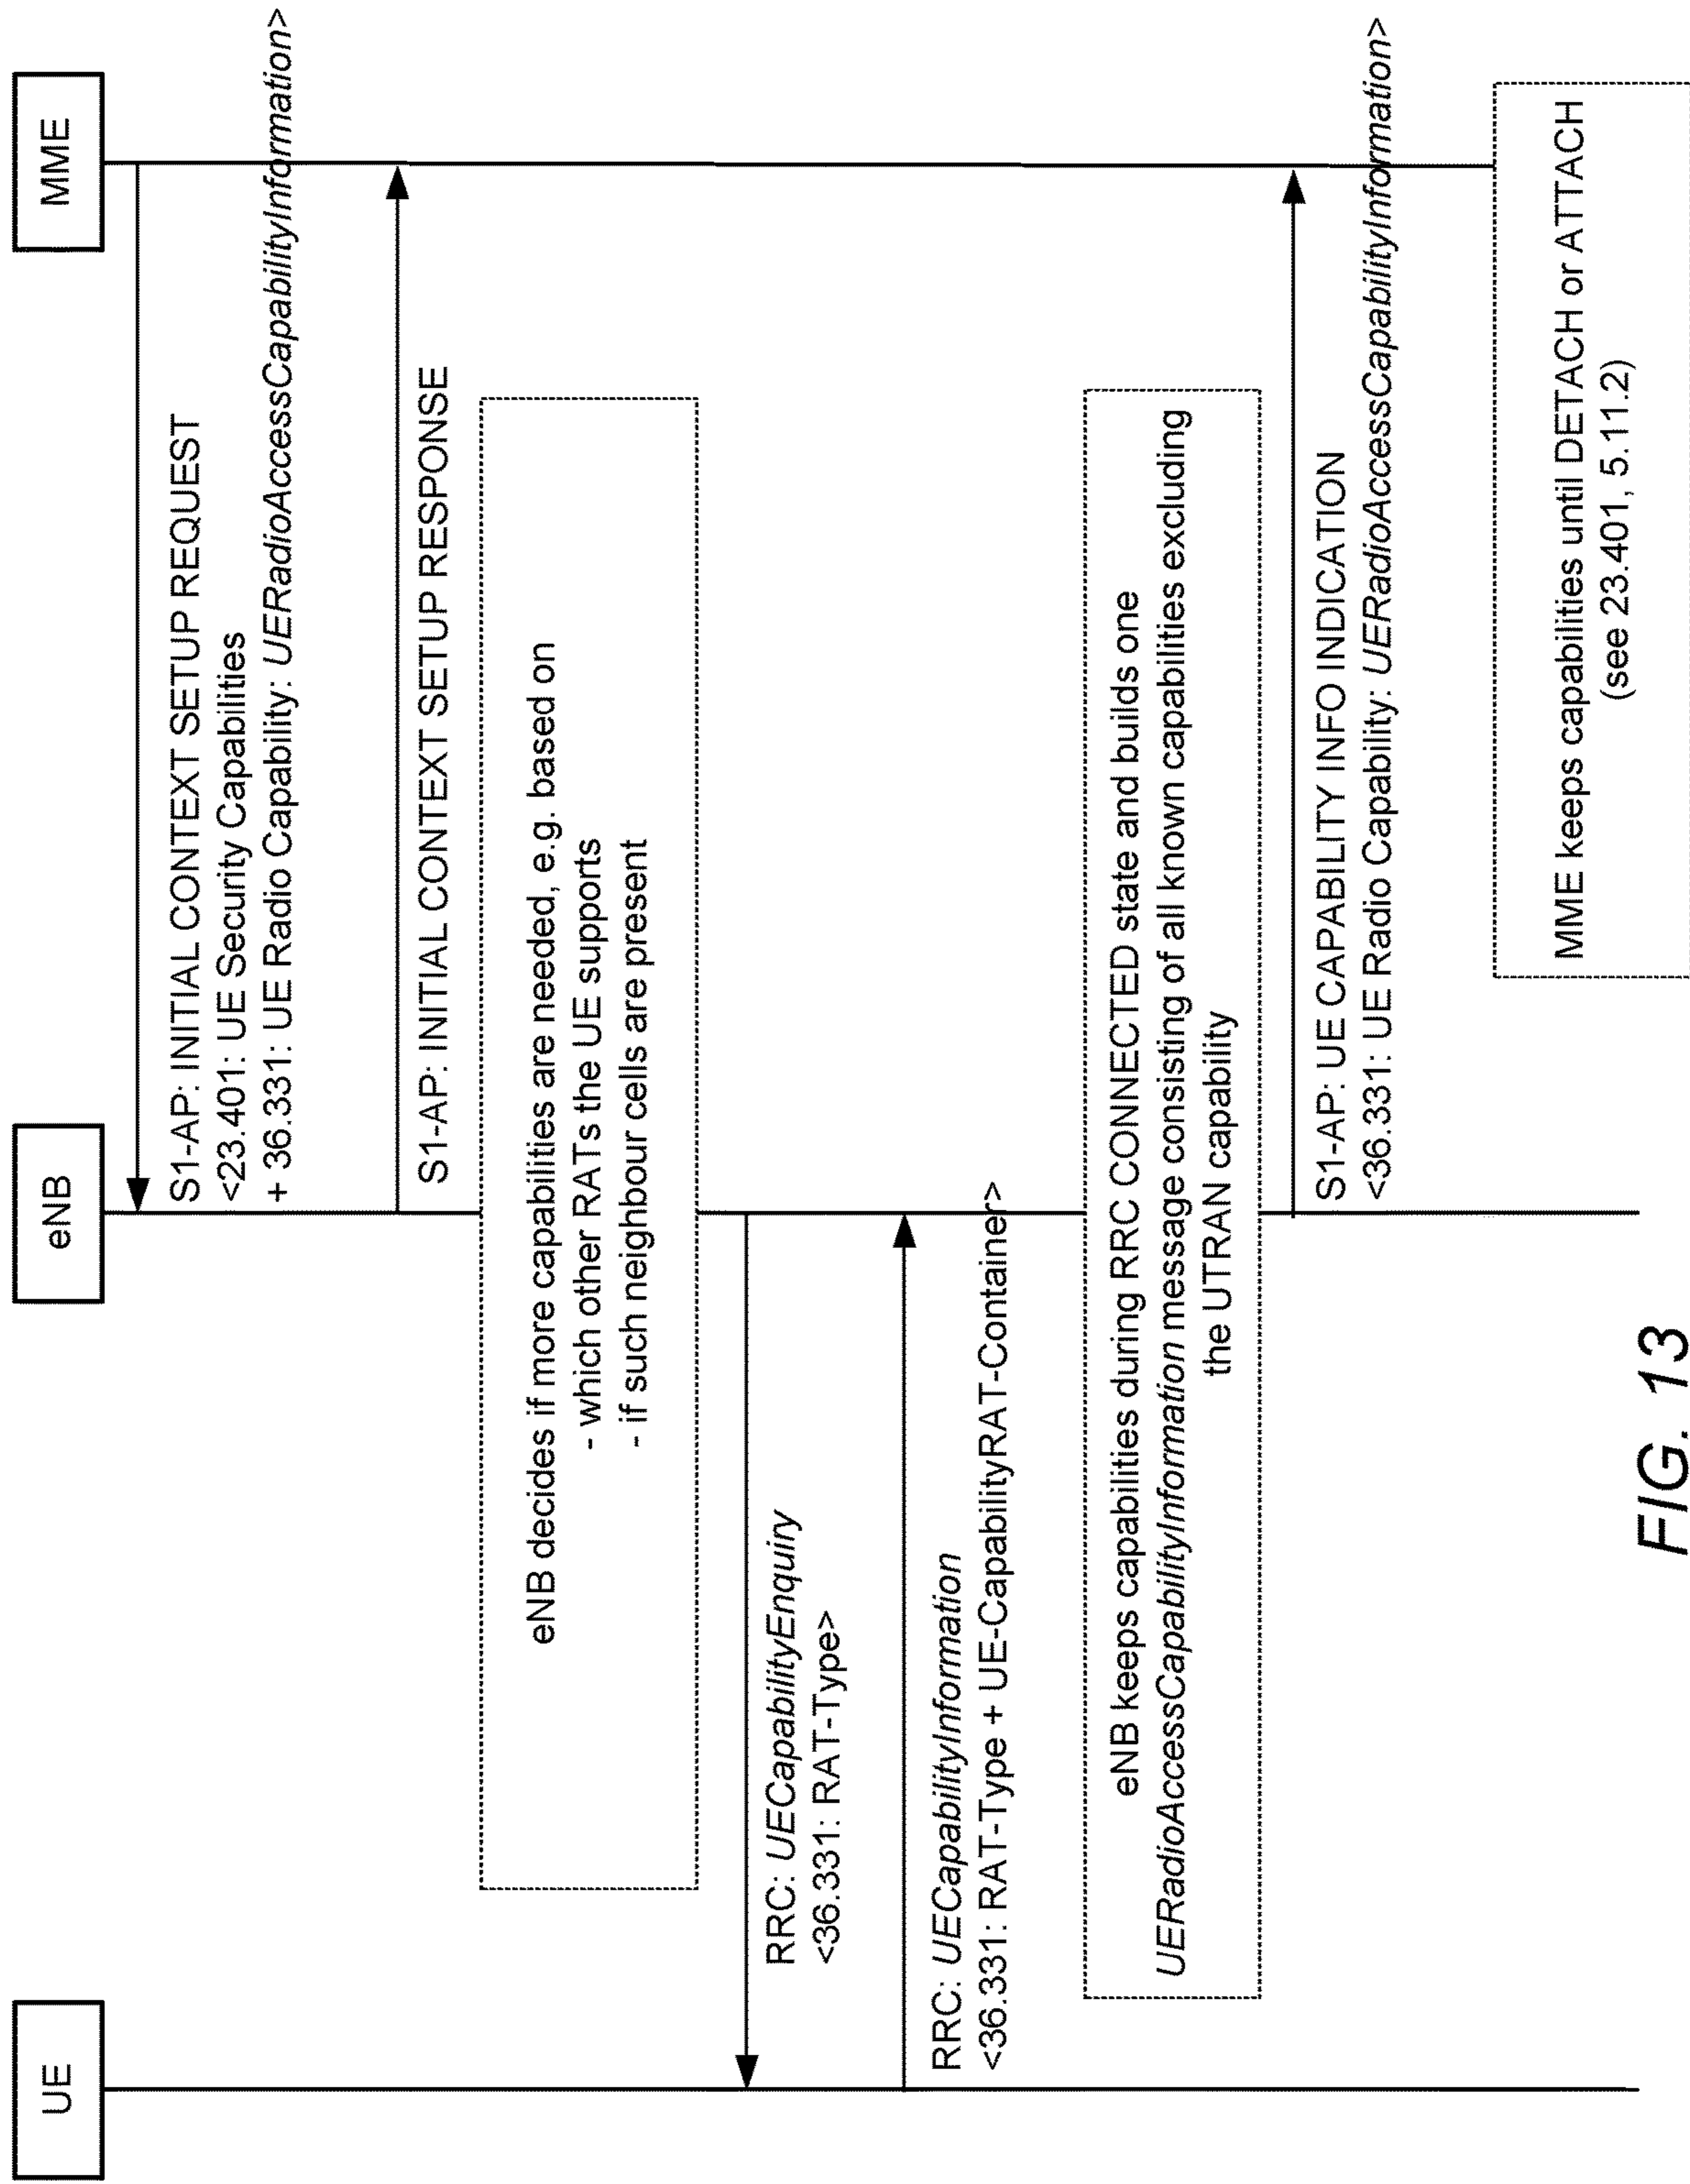 UE
eNB
MME
S1-AP: INITIAL CONTEXT SETUP REQUEST
<23.401: UE Security Capabilities
+ 36.331: UE Radio Capability: UERadioAccessCapabilityInformation>
S1-AP: INITIAL CONTEXT SETUP RESPONSE
eNB decides if more capabilities are needed, e.g. based on
- which other RATs the UE supports
- if such neighbour cells are present
RRC: UECapabilityEnquiry
<36.331: RAT-Type>
RRC: UECapabilityInformation
<36.331: RAT-Type + UE-CapabilityRAT-Container>
eNB keeps capabilities during RRC CONNECTED state and builds one
UERadioAccessCapabilityInformation message consisting of all known capabilities excluding
the UTRAN capability
S1-AP: UE CAPABILITY INFO INDICATION
<36.331: UE Radio Capability: UERadioAccessCapabilityInformation>
MME keeps capabilities until DETACH or ATTACH
(see 23.401, 5.11.2)
FIG. 13